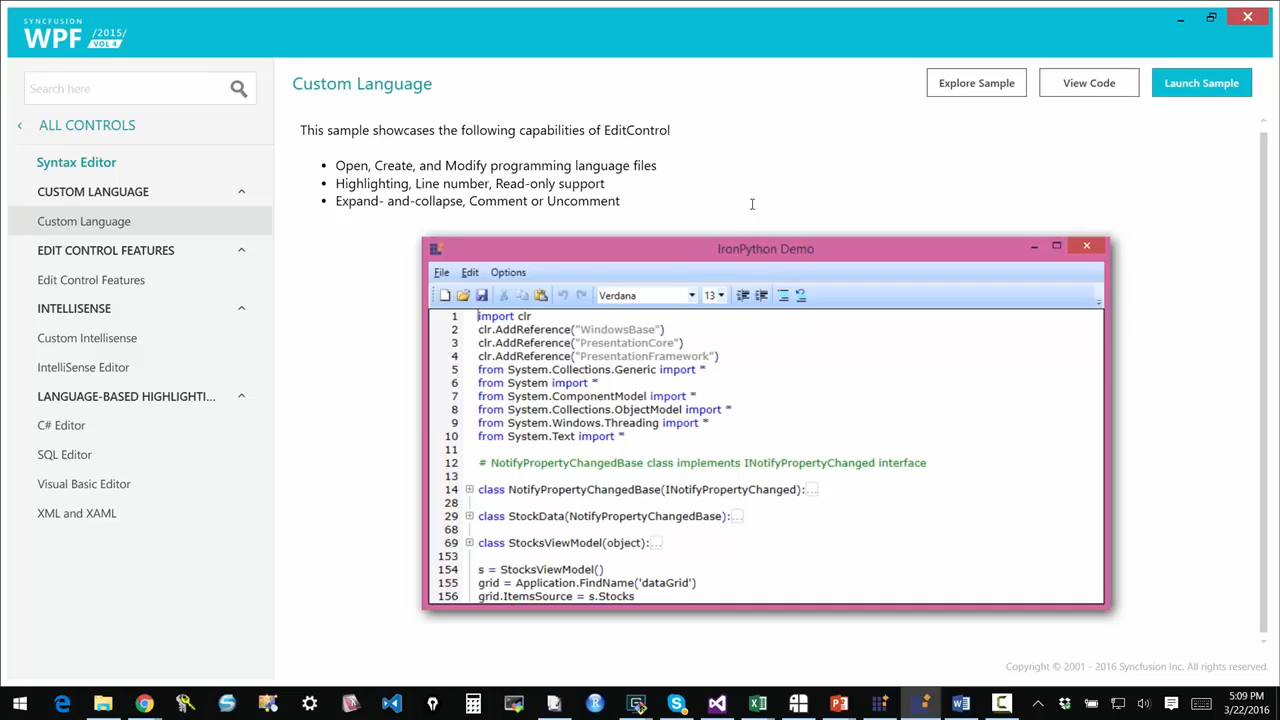 SYNCFUSION
WPF /2015/
VOL 4
Search here
ALL CONTROLS
Syntax Editor
CUSTOM LANGUAGE
Custom Language
EDIT CONTROL FEATURES
Edit Control Features
INTELLISENSE
Custom Intellisense
IntelliSense Editor
LANGUAGE-BASED HIGHLIGHTI...
C# Editor
SQL Editor
Visual Basic Editor
XML and XAML
Custom Language
Explore Sample
View Code
Launch Sample
This sample showcases the following capabilities of EditControl
• Open, Create, and Modify programming language files
• Highlighting, Line number, Read-only support
• Expand- and-collapse, Comment or Uncomment
IronPython Demo
File Edit Options
Verdana 13
1 import clr
2 clr.AddReference("WindowsBase")
3 clr.AddReference("PresentationCore")
4 clr.AddReference("PresentationFramework")
5 from System.Collections.Generic import *
6 from System import *
7 from System.ComponentModel import *
8 from System.Collections.ObjectModel import *
9 from System.Windows.Threading import *
10 from System.Text import *
11
12 # NotifyPropertyChangedBase class implements INotifyPropertyChanged interface
13
14 class NotifyPropertyChangedBase(INotifyPropertyChanged):...
28
29 class StockData(NotifyPropertyChangedBase):...
68
69 class StocksViewModel(object):...
153
154 s = StocksViewModel()
155 grid = Application.FindName('dataGrid')
156 grid.ItemsSource = s.Stocks
Copyright © 2001 - 2016 Syncfusion Inc. All rights reserved.
5:09 PM
3/22/2016